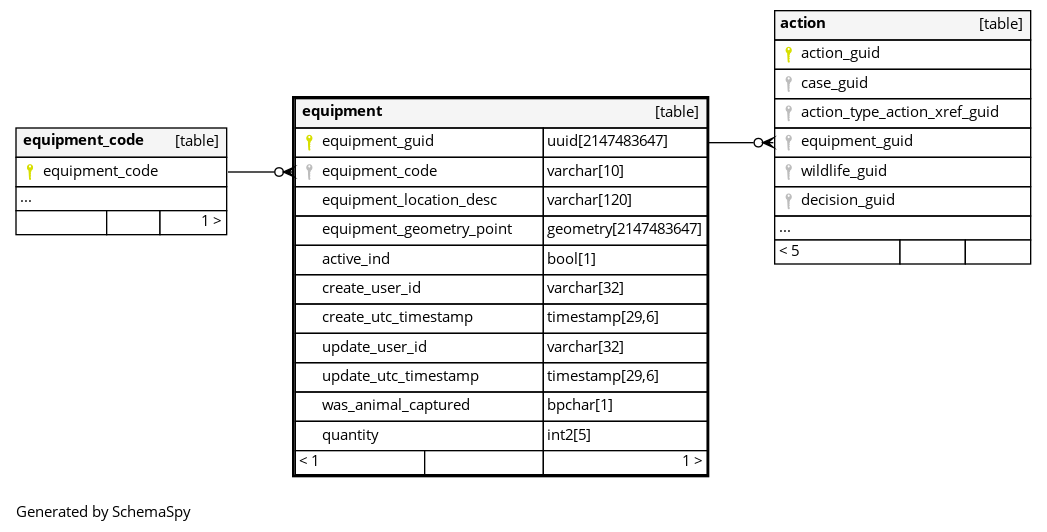 equipment_code [table]
equipment_code
...
1 >
equipment [table]
equipment_guid uuid[2147483647]
equipment_code varchar[10]
equipment_location_desc varchar[120]
equipment_geometry_point geometry[2147483647]
active_ind bool[1]
create_user_id varchar[32]
create_utc_timestamp timestamp[29,6]
update_user_id varchar[32]
update_utc_timestamp timestamp[29,6]
was_animal_captured bpchar[1]
quantity int2[5]
< 1 1 >
action [table]
action_guid
case_guid
action_type_action_xref_guid
equipment_guid
wildlife_guid
decision_guid
...
< 5
Generated by SchemaSpy